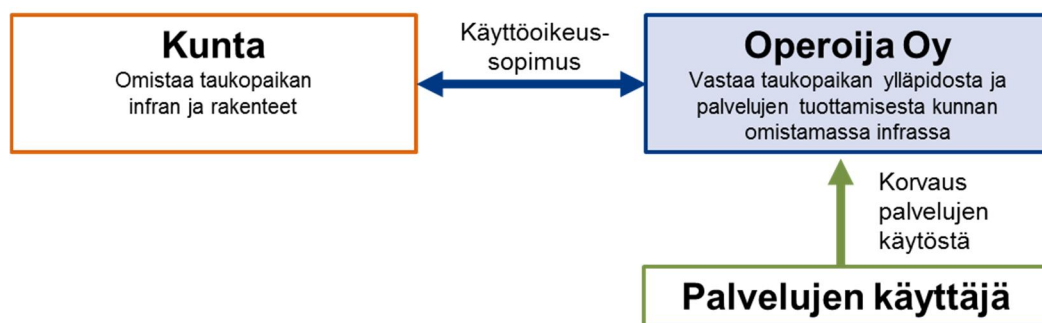 Kunta
Omistaa taukopaikan
infran ja rakenteet
Käyttöoikeus-
sopimus
Operoija Oy
Vastaa taukopaikan ylläpidosta ja
palvelujen tuottamisesta kunnan
omistamassa infrassa
Korvaus
palvelujen
käytöstä
Palvelujen käyttäjä